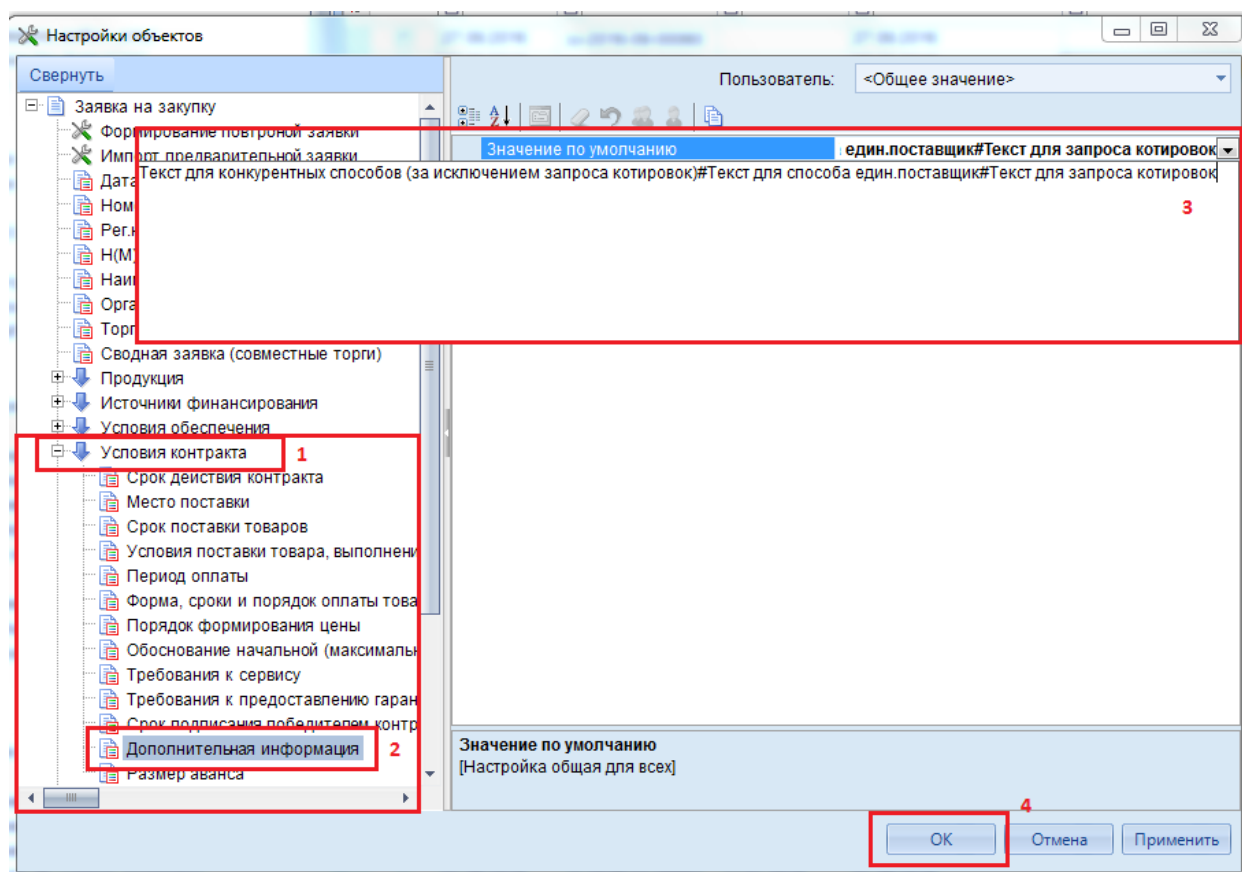 Настройки объектов
Свернуть
Пользователь: <Общее значение>
Заявка на закупку
Формирование повтроной заявки
Импорт предварительной заявки
Значение по умолчанию един.поставщик#Текст для запроса котировок
Текст для конкурентных способов (за исключением запроса котировок)#Текст для способа един.поставщик#Текст для запроса котировок
3
Дата
Ном
Рег.н
Н(М)
Наи
Орга
Торг
Сводная заявка (совместные торги)
Продукция
Источники финансирования
Условия обеспечения
Условия контракта 1
Срок действия контракта
Место поставки
Срок поставки товаров
Условия поставки товара, выполнени
Период оплаты
Форма, сроки и порядок оплаты това
Порядок формирования цены
Обоснование начальной (максимальн
Требования к сервису
Требования к предоставлению гаран
Срок подписания победителем контр
Дополнительная информация 2
Размер аванса
Значение по умолчанию
[Настройка общая для всех]
4
OK Отмена Применить